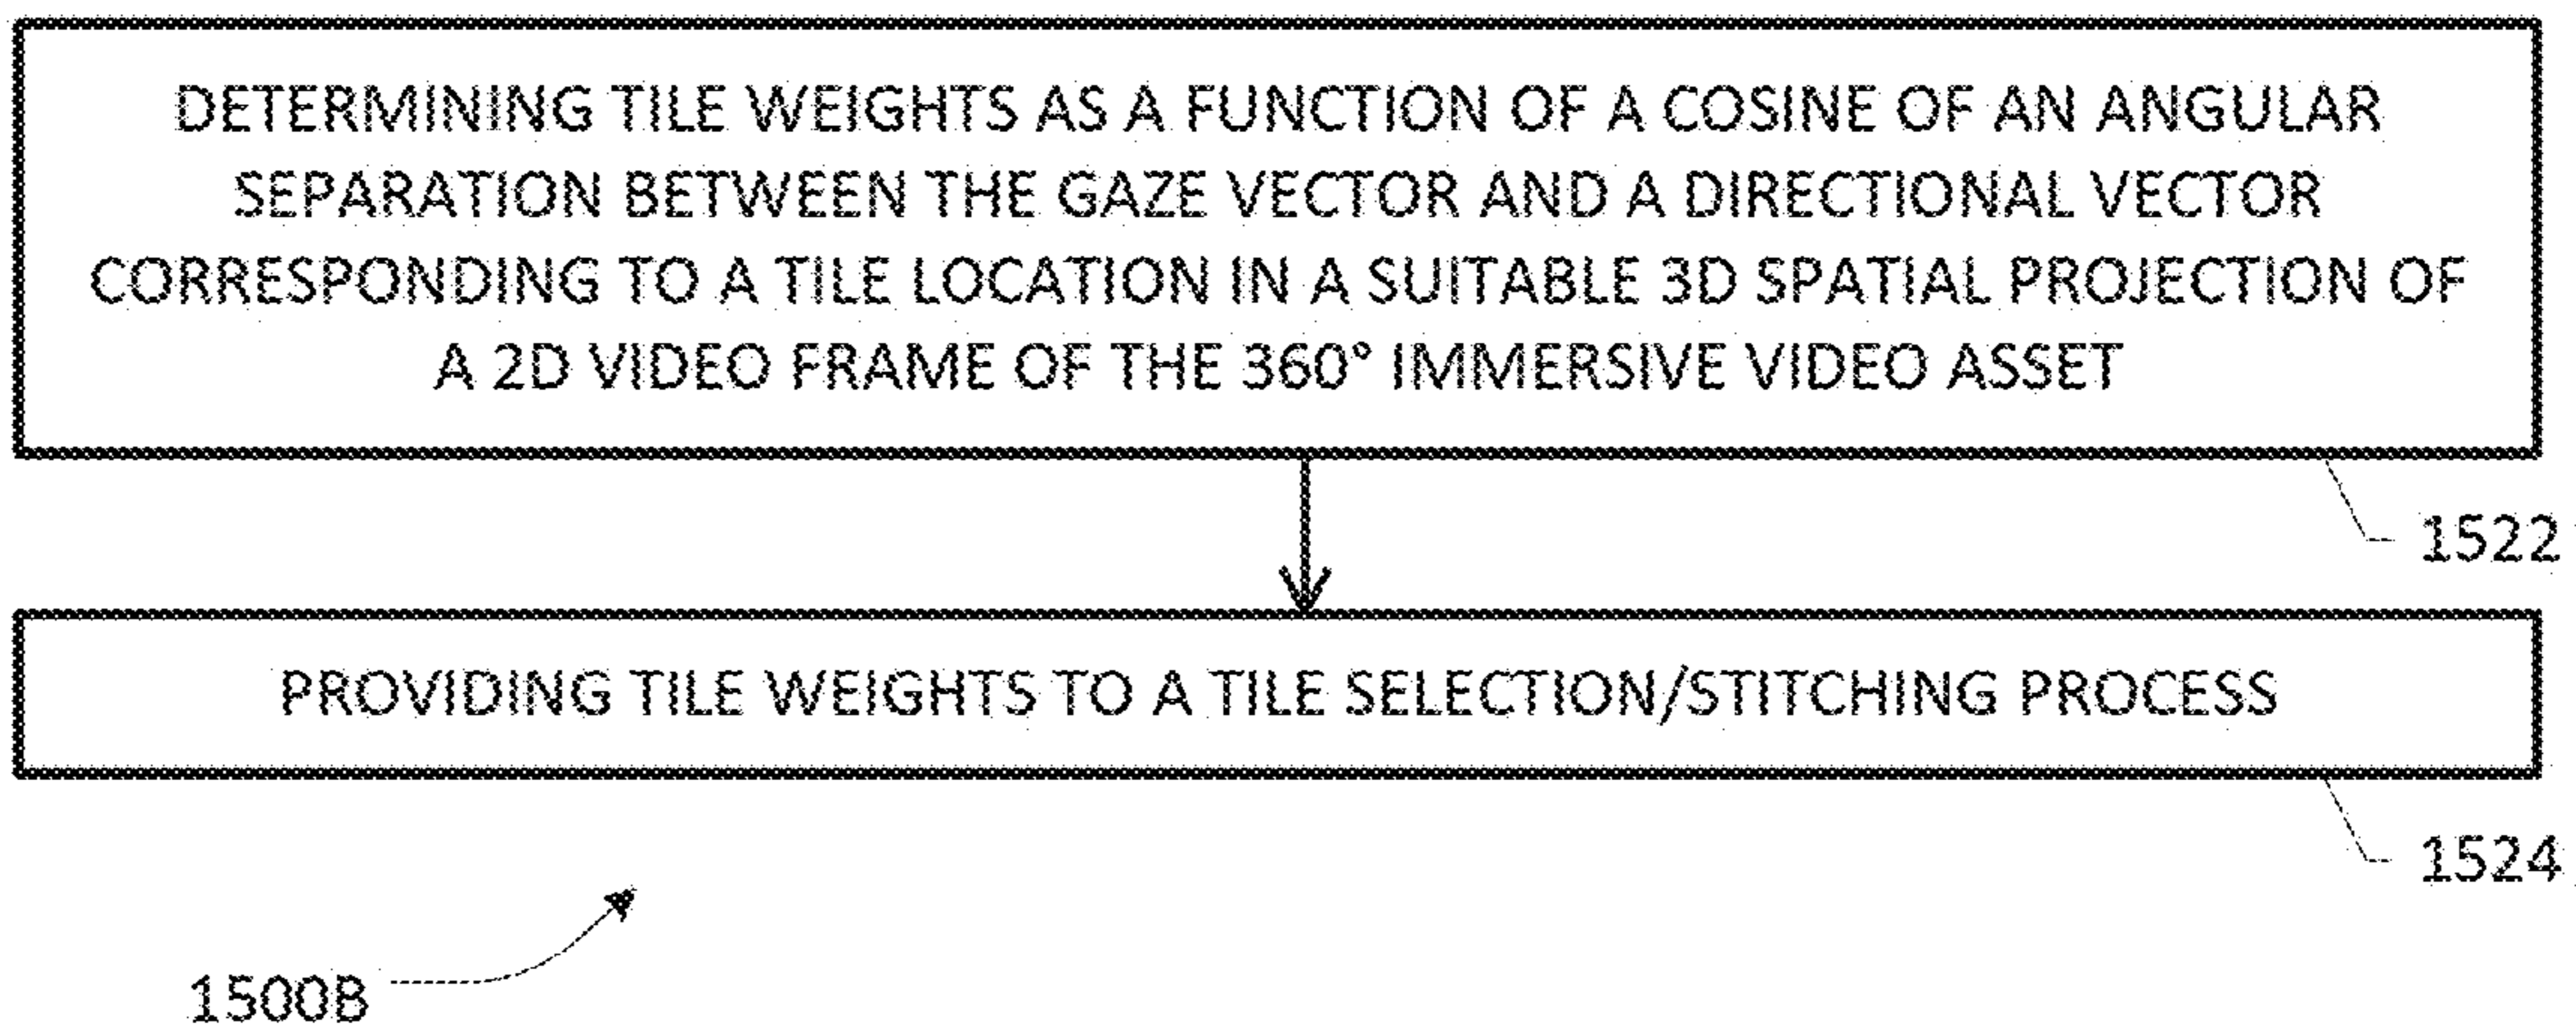 DETERMINING TILE WEIGHTS AS A FUNCTION OF A COSINE OF AN ANGULAR
SEPARATION BETWEEN THE GAZE VECTOR AND A DIRECTIONAL VECTOR
CORRESPONDING TO A TILE LOCATION IN A SUITABLE 3D SPATIAL PROJECTION OF
A 2D VIDEO FRAME OF THE 360° IMMERSIVE VIDEO ASSET
1522
PROVIDING TILE WEIGHTS TO A TILE SELECTION/STITCHING PROCESS
1524
1500B